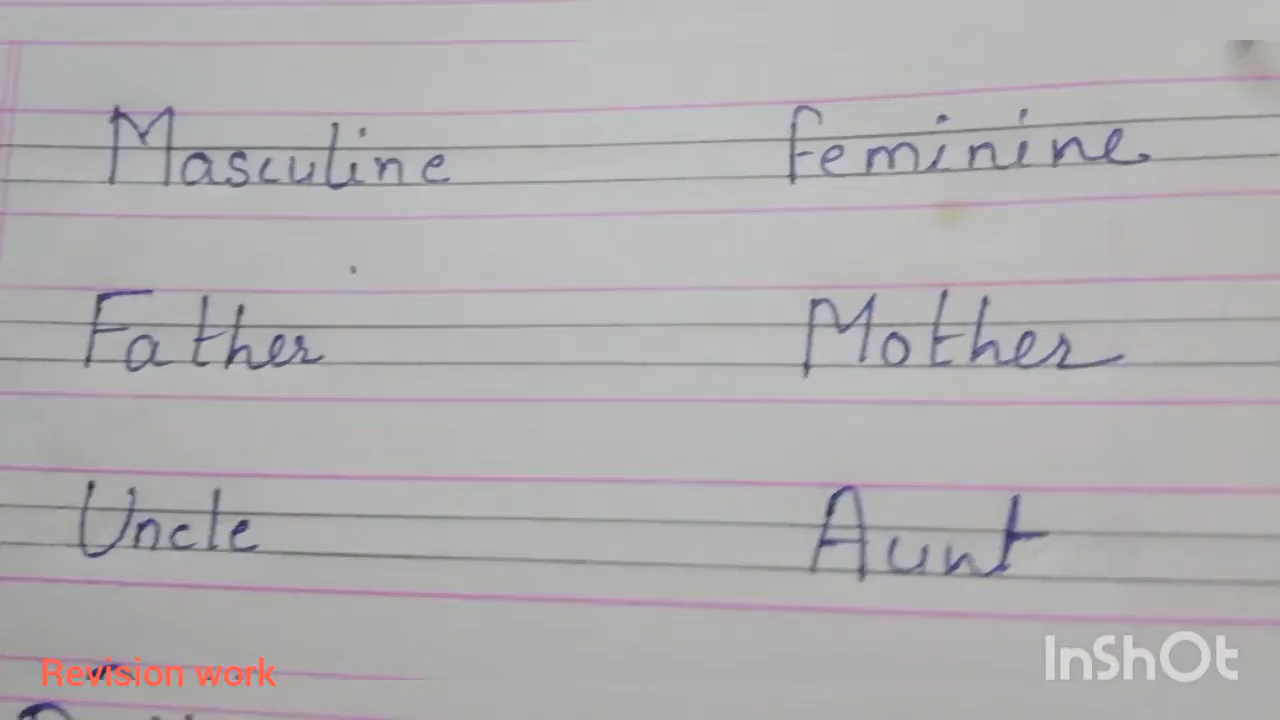 Masculine Feminine
Father Mother
Uncle Aunt
Revision work
InShOt